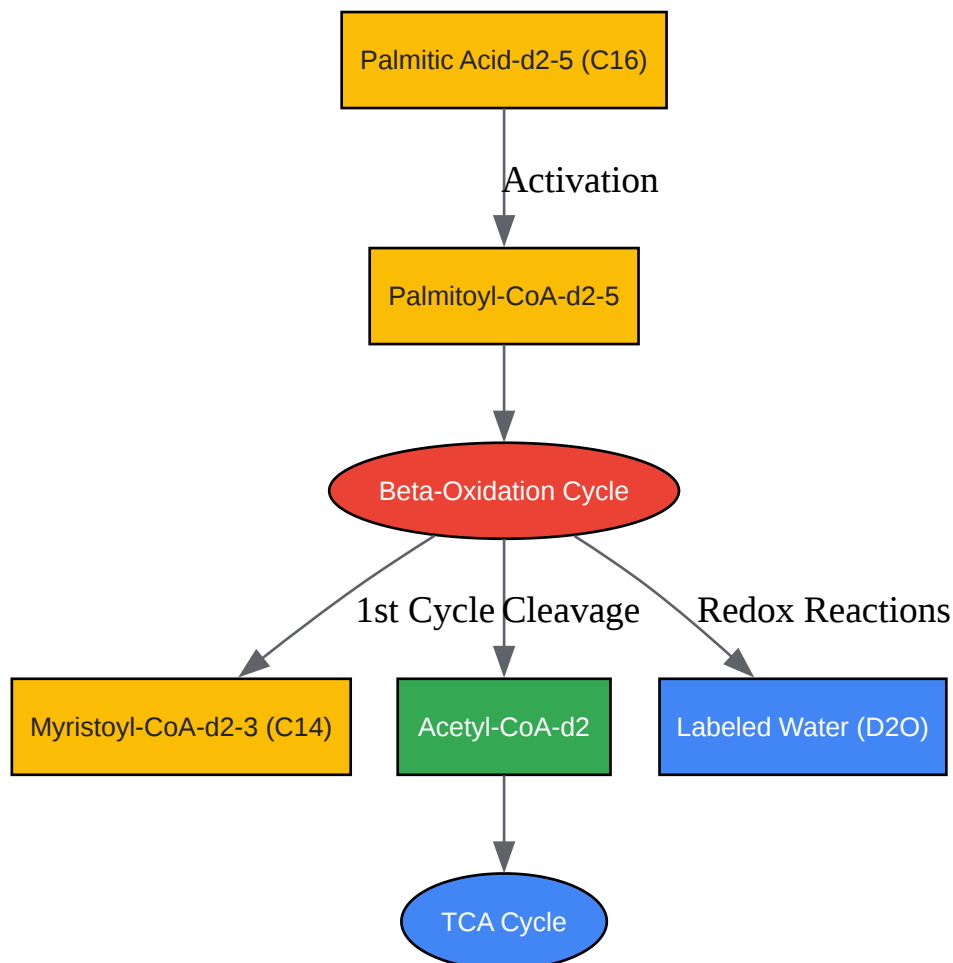 Palmitic Acid-d2-5 (C16)
Activation
Palmitoyl-CoA-d2-5
Beta-Oxidation Cycle
1st Cycle
Cleavage
Redox Reactions
Myristoyl-CoA-d2-3 (C14)
Acetyl-CoA-d2
Labeled Water (D2O)
TCA Cycle